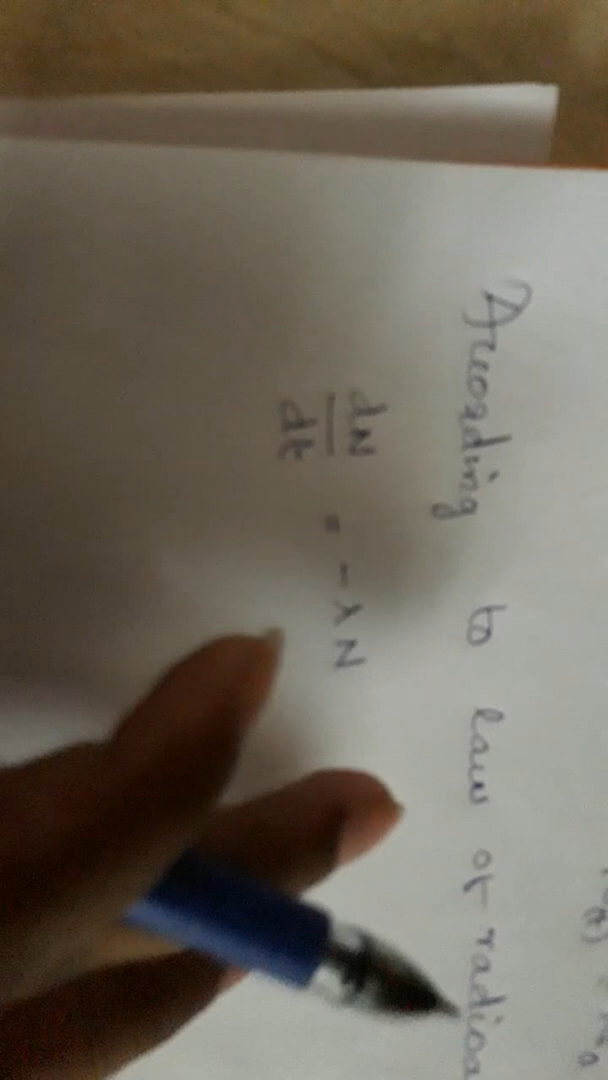 According to law of radioa
dN/dt = -λN